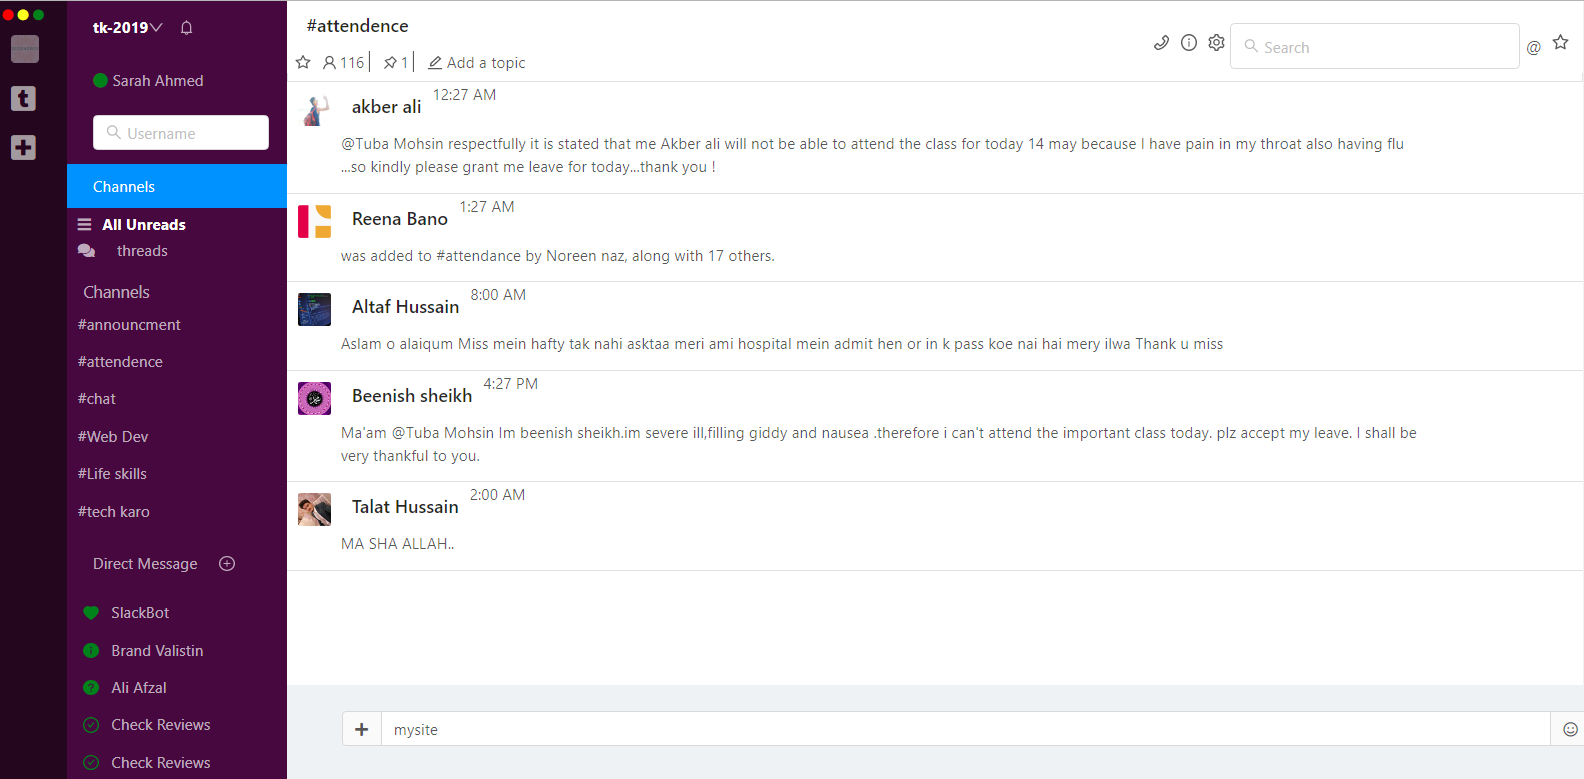 tk-2019
Sarah Ahmed
Username
Channels
All Unreads
threads
Channels
#announcment
#attendence
#chat
#Web Dev
#Life skills
#tech karo
Direct Message
SlackBot
Brand Valistin
Ali Afzal
Check Reviews
Check Reviews
t
#attendence
116 1 Add a topic
Search
@
akber ali 12:27 AM
@Tuba Mohsin respectfully it is stated that me Akber ali will not be able to attend the class for today 14 may because I have pain in my throat also having flu
...so kindly please grant me leave for today...thank you !
Reena Bano 1:27 AM
was added to #attendance by Noreen naz, along with 17 others.
Altaf Hussain 8:00 AM
Aslam o alaiqum Miss mein hafty tak nahi asktaa meri ami hospital mein admit hen or in k pass koe nai hai mery ilwa Thank u miss
Beenish sheikh 4:27 PM
Ma'am @Tuba Mohsin Im beenish sheikh.im severe ill,filling giddy and nausea .therefore i can't attend the important class today. plz accept my leave. I shall be
very thankful to you.
Talat Hussain 2:00 AM
MA SHA ALLAH..
mysite